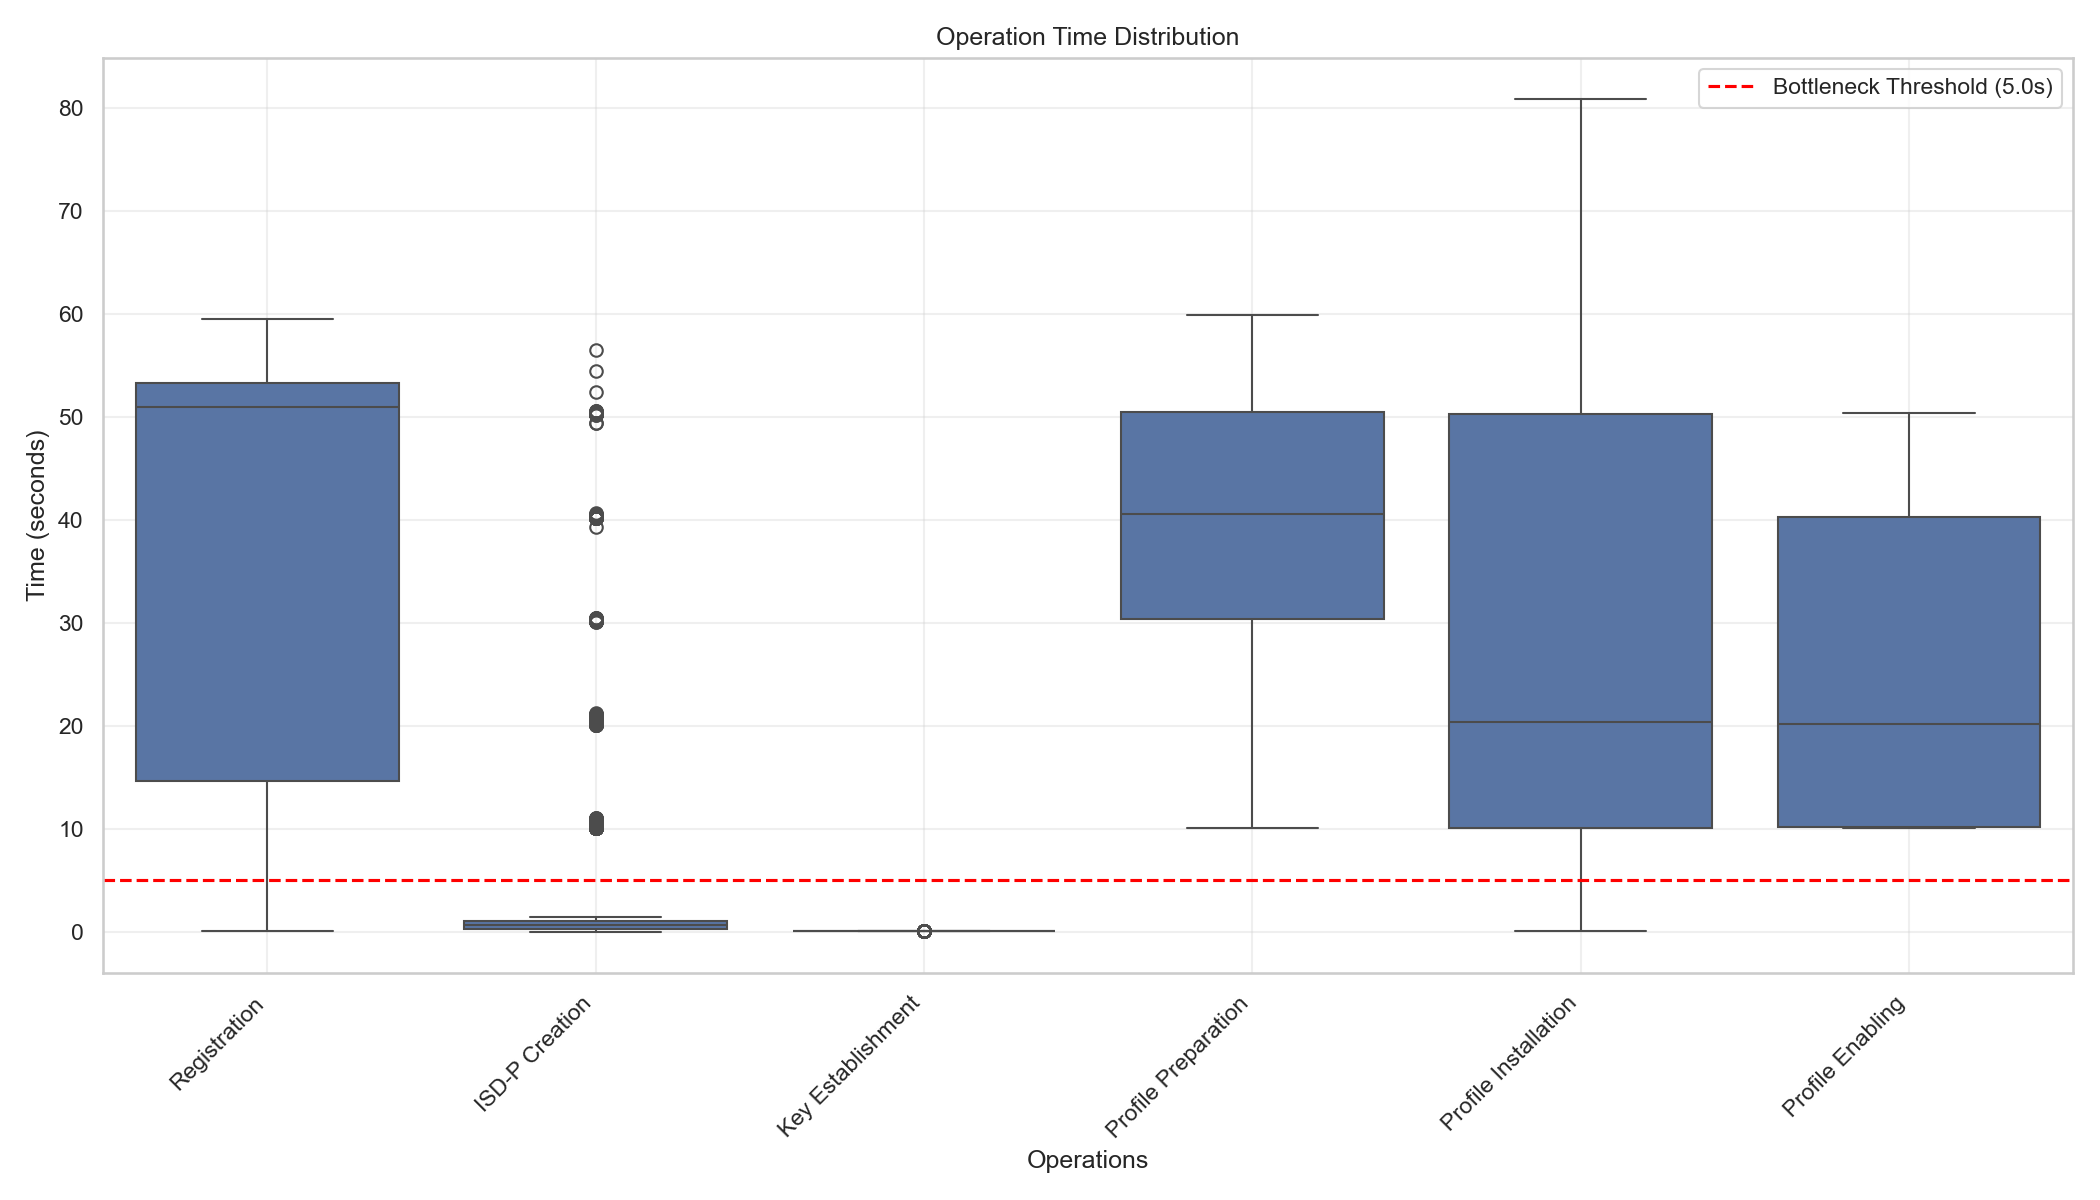 Operation Time Distribution
Bottleneck Threshold (5.0s)
80
70
60
50
40
30
20
10
0
Time (seconds)
Registration
ISD-P Creation
Key Establishment
Profile Preparation
Profile Installation
Profile Enabling
Operations